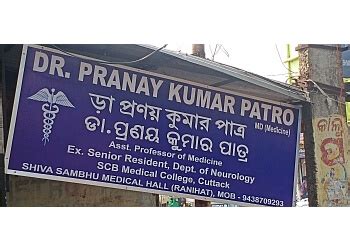 DR. PRANAY KUMAR PATRO
MD (Medicine)
ଡା ପ୍ରଣୟ କୁମାର ପାତ୍ର
ଡା. ପ୍ରଣୟ କୁମାର ପାତ୍ର
Asst. Professor of Medicine
Ex. Senior Resident, Dept. of Neurology
SCB Medical College, Cuttack
SHIVA SAMBHU MEDICAL HALL (RANIHAT), MOB - 9438709293